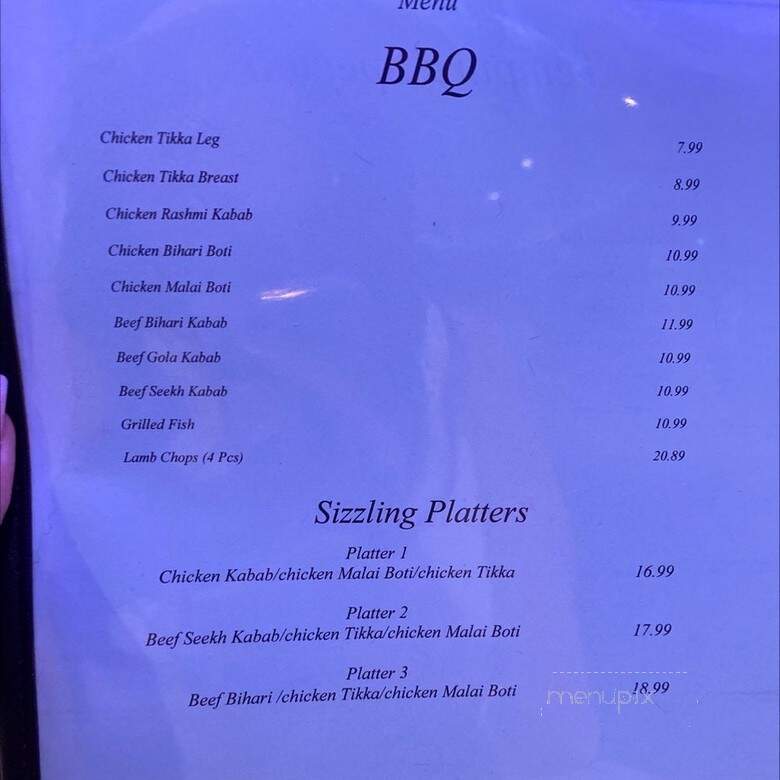 Menu
BBQ
Chicken Tikka Leg 7.99
Chicken Tikka Breast 8.99
Chicken Rashmi Kabab 9.99
Chicken Bihari Boti 10.99
Chicken Malai Boti 10.99
Beef Bihari Kabab 11.99
Beef Gola Kabab 10.99
Beef Seekh Kabab 10.99
Grilled Fish 10.99
Lamb Chops (4 Pcs) 20.89
Sizzling Platters
Platter 1
Chicken Kabab/chicken Malai Boti/chicken Tikka 16.99
Platter 2
Beef Seekh Kabab/chicken Tikka/chicken Malai Boti 17.99
Platter 3
Beef Bihari /chicken Tikka/chicken Malai Boti 18.99
menupix